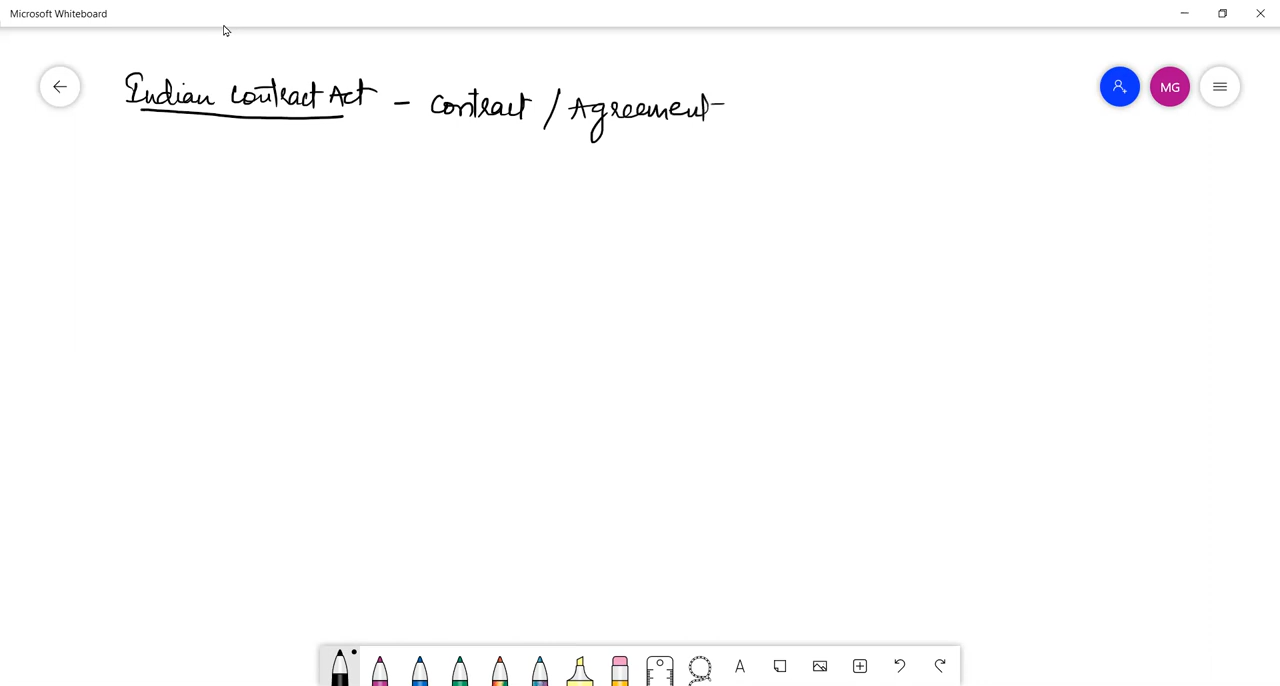 Microsoft Whiteboard
Indian Contract Act - Contract / Agreement
MG
A